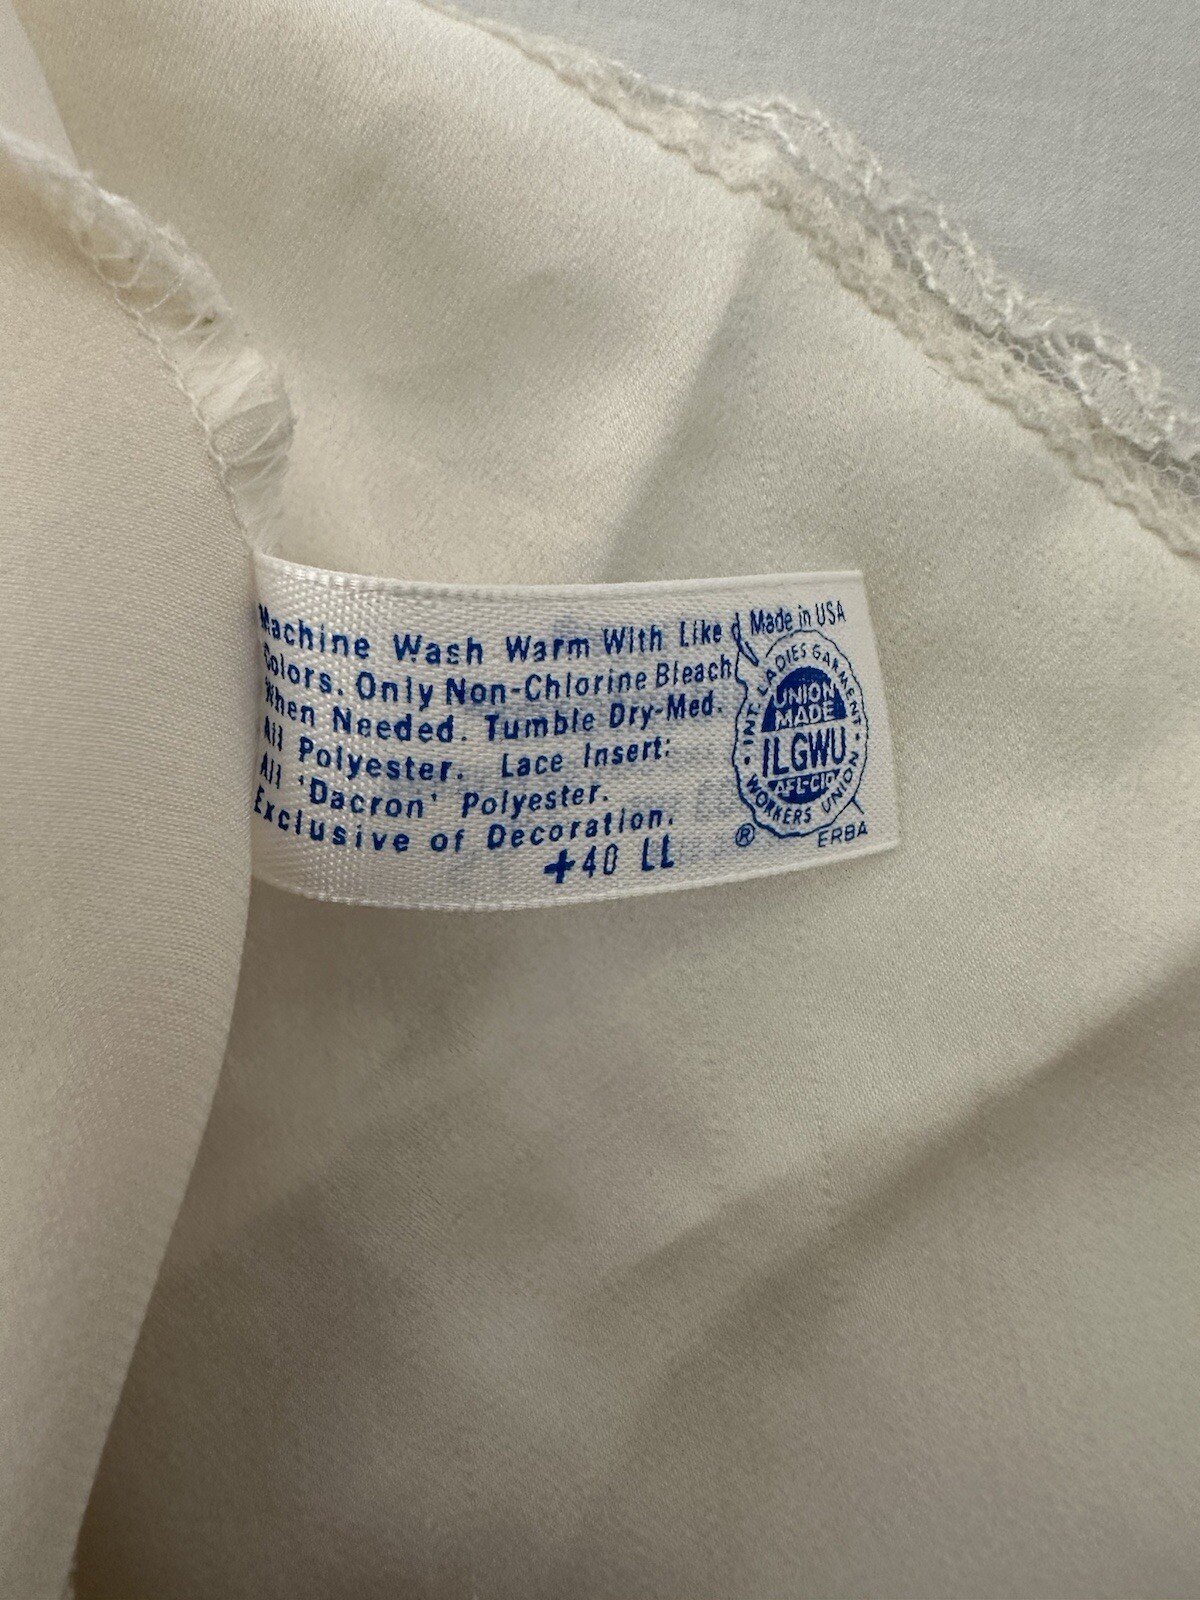 Machine Wash Warm With Like
Colors. Only Non-Chlorine Bleach
When Needed. Tumble Dry-Med.
All Polyester. Lace Insert:
All 'Dacron' Polyester.
Exclusive of Decoration.
+40 LL
Made in USA
INT. LADIES GARMENT
UNION
MADE
ILGWU
AFL-CIO
WORKERS UNION
® ERBA